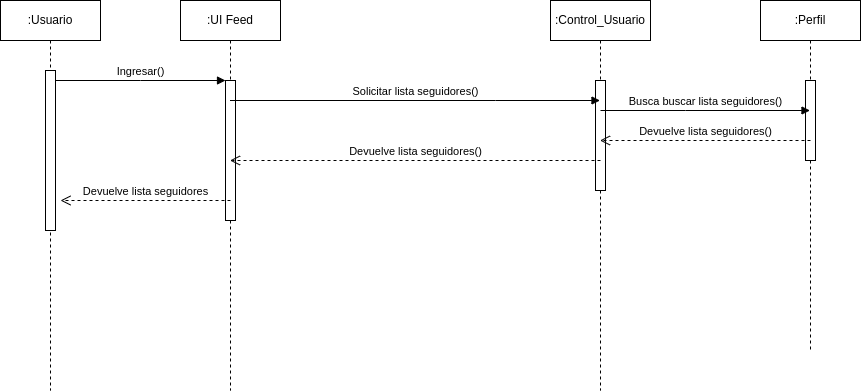 :Usuario
:UI Feed
:Control_Usuario
:Perfil
Ingresar()
Solicitar lista seguidores()
Busca buscar lista seguidores()
Devuelve lista seguidores()
Devuelve lista seguidores()
Devuelve lista seguidores